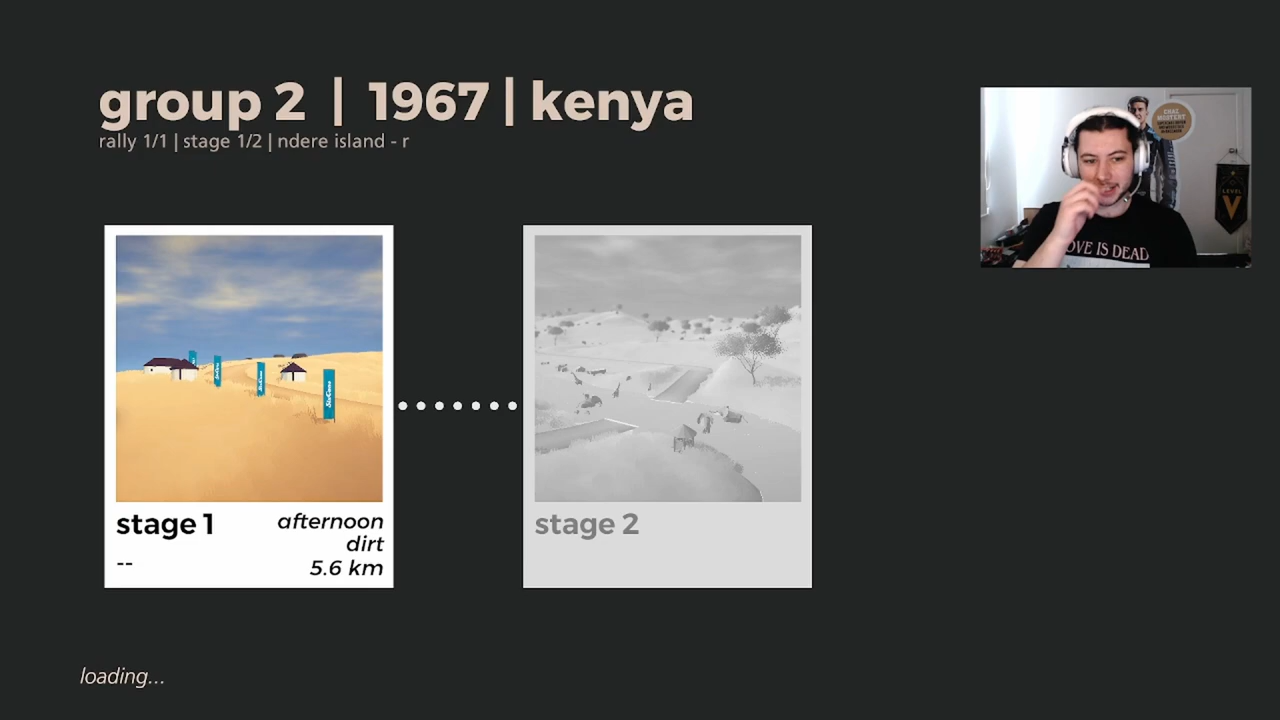 group 2 | 1967 | kenya
rally 1/1 | stage 1/2 | ndere island - r
stage 1
afternoon
dirt
5.6 km
--
stage 2
loading...
LOVE IS DEAD
LEVEL
V